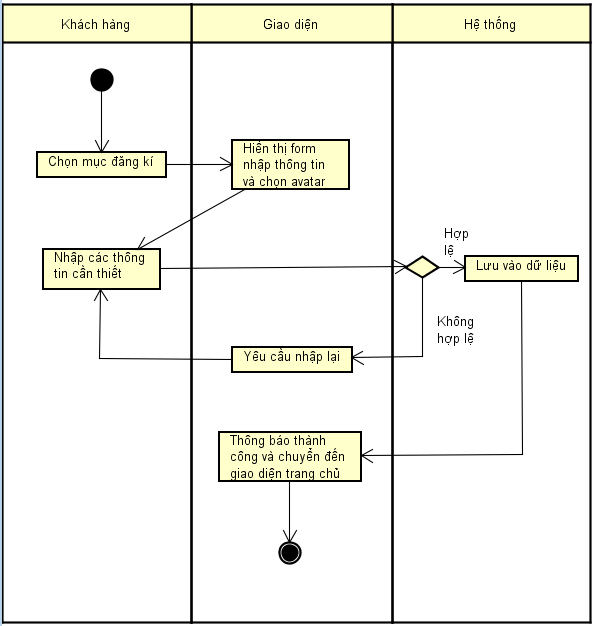 Khách hàng
Giao diện
Hệ thống
Chọn mục đăng kí
Hiển thị form
nhập thông tin
và chọn avatar
Nhập các thông
tin cần thiết
Hợp
lệ
Lưu vào dữ liệu
Không
hợp lệ
Yêu cầu nhập lại
Thông báo thành
công và chuyển đến
giao diện trang chủ